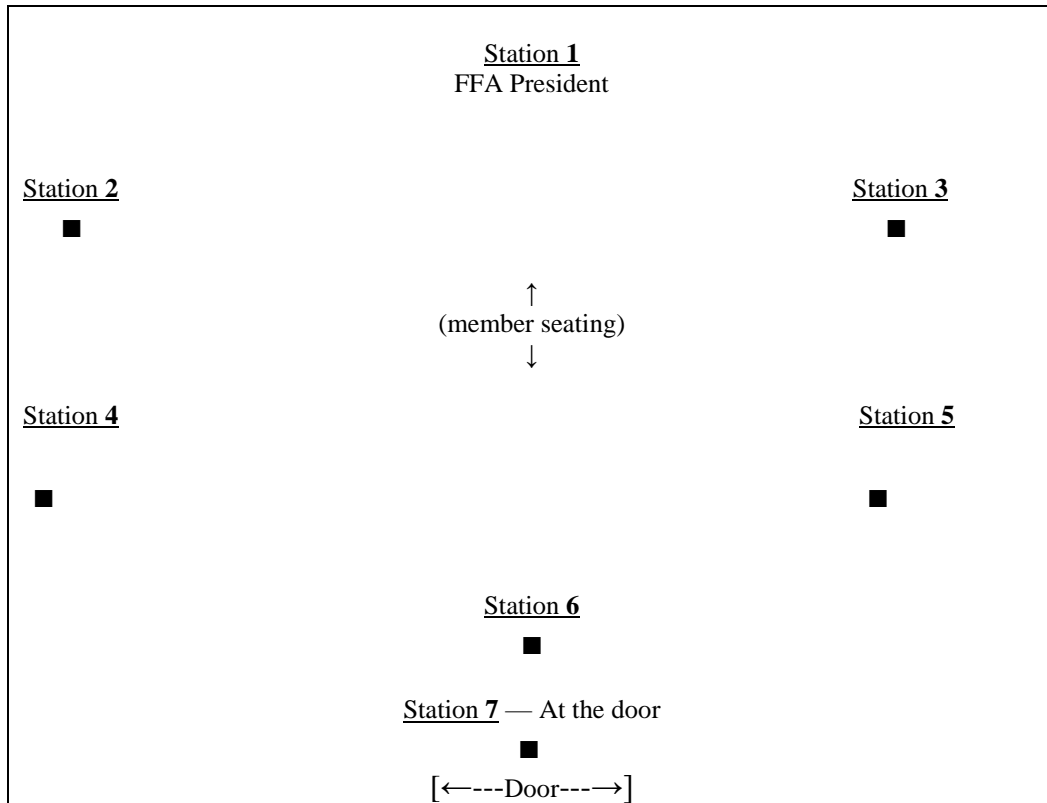 Station 1
FFA President
Station 2
Station 3
↑
(member seating)
↓
Station 4
Station 5
Station 6
Station 7 — At the door
[←---Door---→]